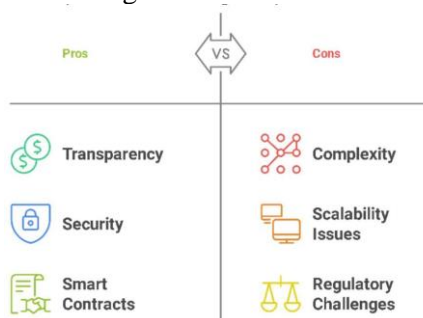 Pros
VS
Cons
Transparency
Complexity
Security
Scalability
Issues
Smart
Contracts
Regulatory
Challenges